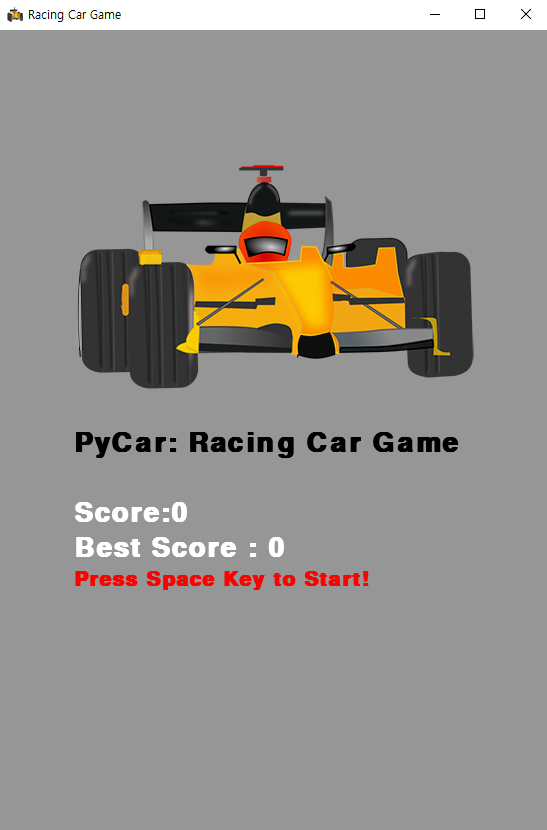 Racing Car Game
PyCar: Racing Car Game
Score:0
Best Score : 0
Press Space Key to Start!